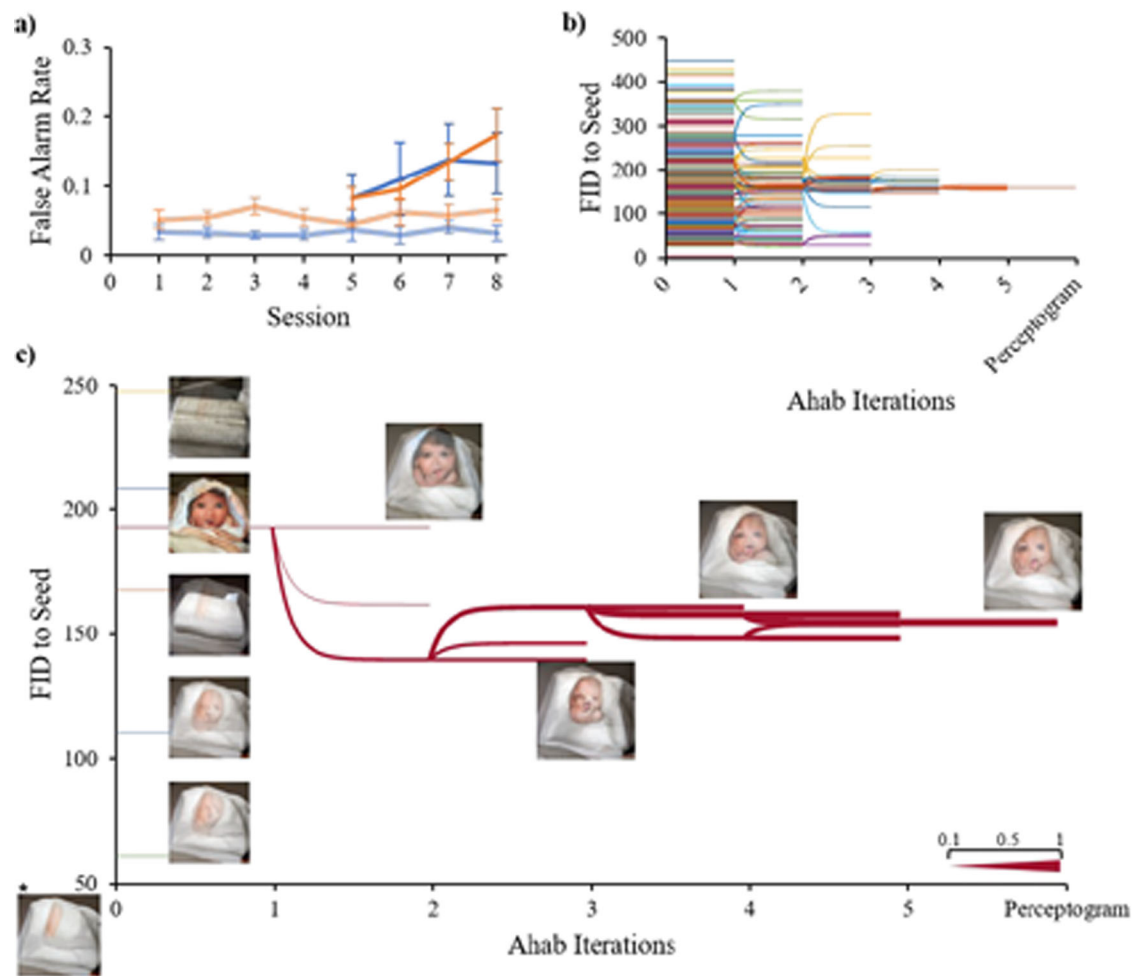 a)
False Alarm Rate
0.3
0.2
0.1
0
1 2 3 4 5 6 7 8
Session
b)
FID to Seed
500
400
300
200
100
0
0 1 2 3 4 5 Perceptogram
Ahab Iterations
c)
FID to Seed
250
200
150
100
50
*
0 1 2 3 4 5 Perceptogram
Ahab Iterations
0.1 0.5 1